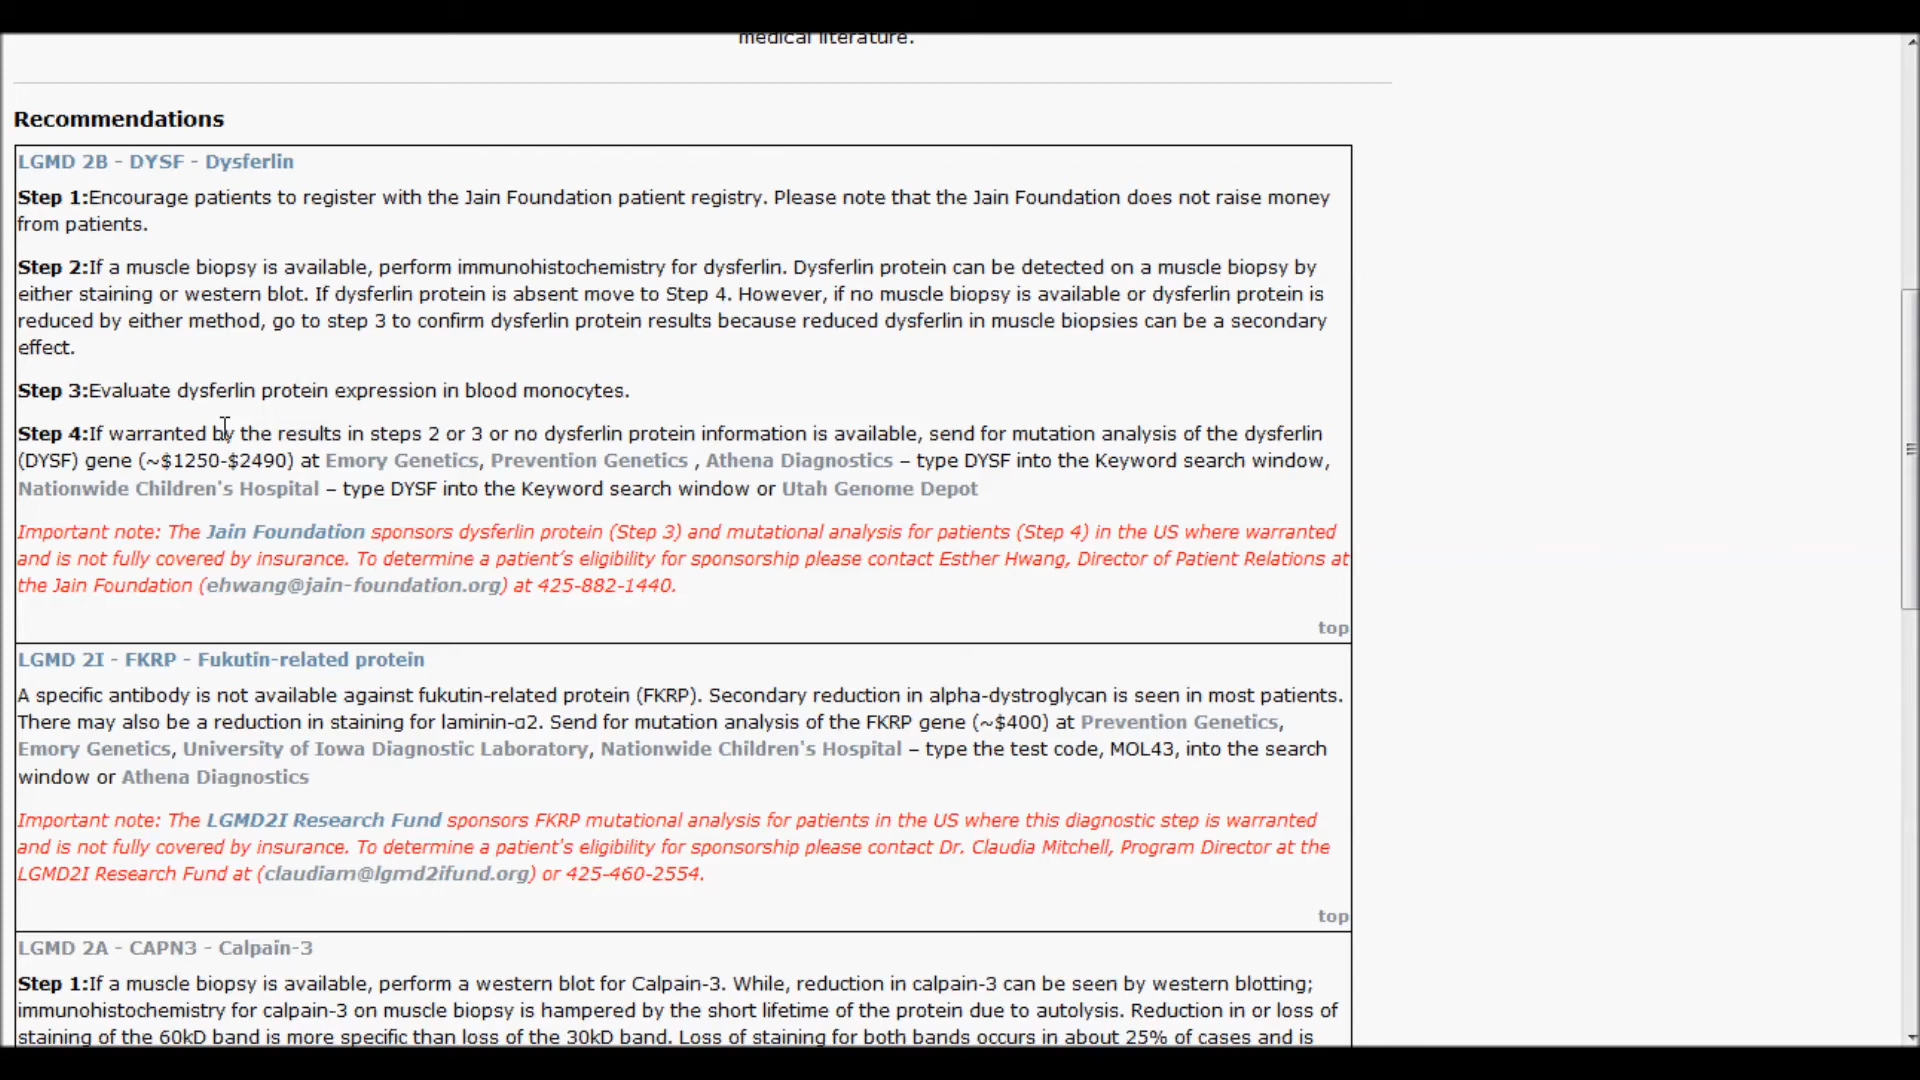 medical literature.
Recommendations
LGMD 2B - DYSF - Dysferlin
Step 1:Encourage patients to register with the Jain Foundation patient registry. Please note that the Jain Foundation does not raise money
from patients.
Step 2:If a muscle biopsy is available, perform immunohistochemistry for dysferlin. Dysferlin protein can be detected on a muscle biopsy by
either staining or western blot. If dysferlin protein is absent move to Step 4. However, if no muscle biopsy is available or dysferlin protein is
reduced by either method, go to step 3 to confirm dysferlin protein results because reduced dysferlin in muscle biopsies can be a secondary
effect.
Step 3:Evaluate dysferlin protein expression in blood monocytes.
Step 4:If warranted by the results in steps 2 or 3 or no dysferlin protein information is available, send for mutation analysis of the dysferlin
(DYSF) gene (~$1250-$2490) at Emory Genetics, Prevention Genetics , Athena Diagnostics – type DYSF into the Keyword search window,
Nationwide Children's Hospital – type DYSF into the Keyword search window or Utah Genome Depot
Important note: The Jain Foundation sponsors dysferlin protein (Step 3) and mutational analysis for patients (Step 4) in the US where warranted
and is not fully covered by insurance. To determine a patient’s eligibility for sponsorship please contact Esther Hwang, Director of Patient Relations at
the Jain Foundation (ehwang@jain-foundation.org) at 425-882-1440.
top
LGMD 2I - FKRP - Fukutin-related protein
A specific antibody is not available against fukutin-related protein (FKRP). Secondary reduction in alpha-dystroglycan is seen in most patients.
There may also be a reduction in staining for laminin-α2. Send for mutation analysis of the FKRP gene (~$400) at Prevention Genetics,
Emory Genetics, University of Iowa Diagnostic Laboratory, Nationwide Children's Hospital – type the test code, MOL43, into the search
window or Athena Diagnostics
Important note: The LGMD2I Research Fund sponsors FKRP mutational analysis for patients in the US where this diagnostic step is warranted
and is not fully covered by insurance. To determine a patient's eligibility for sponsorship please contact Dr. Claudia Mitchell, Program Director at the
LGMD2I Research Fund at (claudiam@lgmd2ifund.org) or 425-460-2554.
top
LGMD 2A - CAPN3 - Calpain-3
Step 1:If a muscle biopsy is available, perform a western blot for Calpain-3. While, reduction in calpain-3 can be seen by western blotting;
immunohistochemistry for calpain-3 on muscle biopsy is hampered by the short lifetime of the protein due to autolysis. Reduction in or loss of
staining of the 60kD band is more specific than loss of the 30kD band. Loss of staining for both bands occurs in about 25% of cases and is